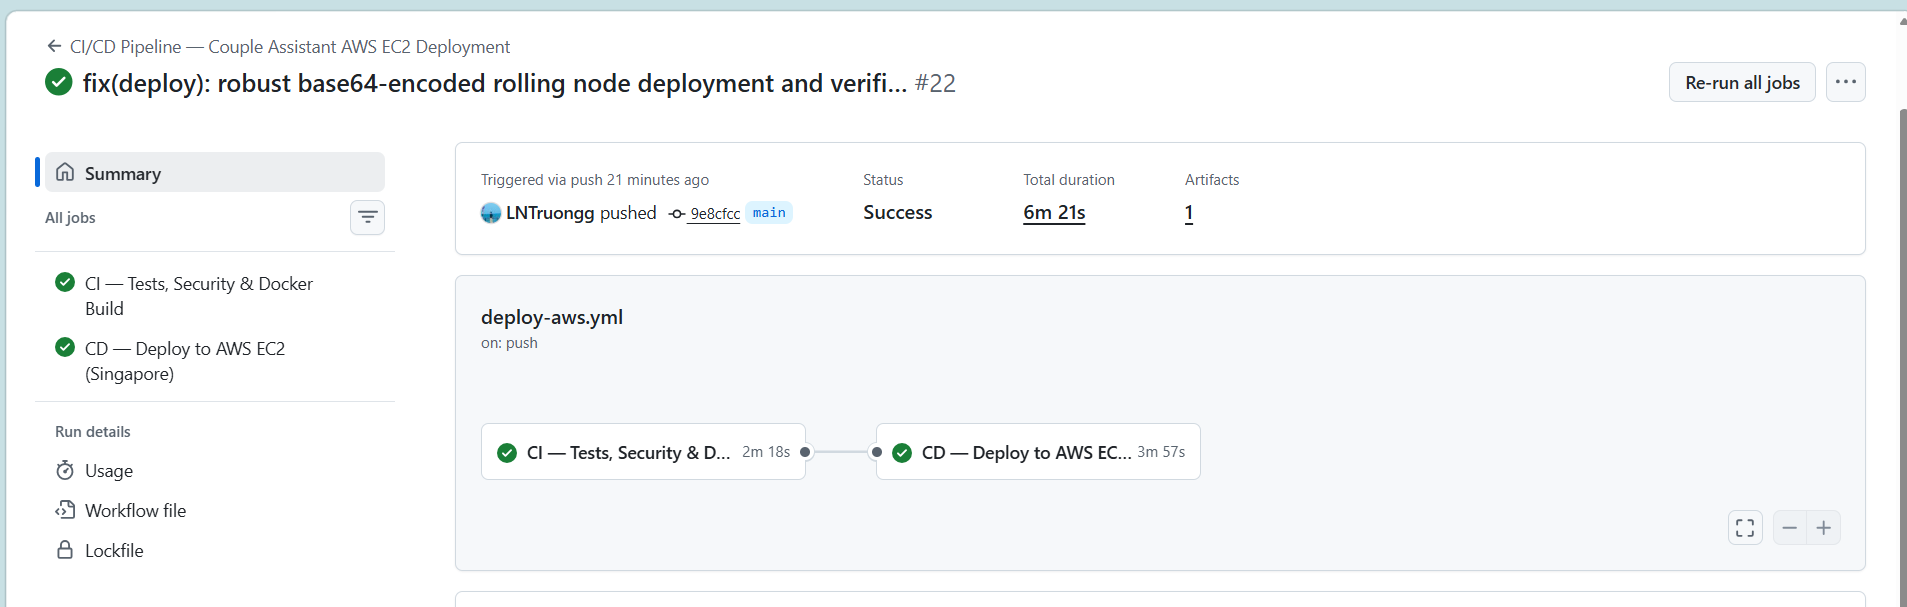 CI/CD Pipeline — Couple Assistant AWS EC2 Deployment
fix(deploy): robust base64-encoded rolling node deployment and verifi... #22
Re-run all jobs
Summary
All jobs
CI — Tests, Security & Docker
Build
CD — Deploy to AWS EC2
(Singapore)
Run details
Usage
Workflow file
Lockfile
Triggered via push 21 minutes ago
LNTruongg pushed 9e8cfcc main
Status
Success
Total duration
6m 21s
Artifacts
1
deploy-aws.yml
on: push
CI — Tests, Security & D... 2m 18s
CD — Deploy to AWS EC... 3m 57s